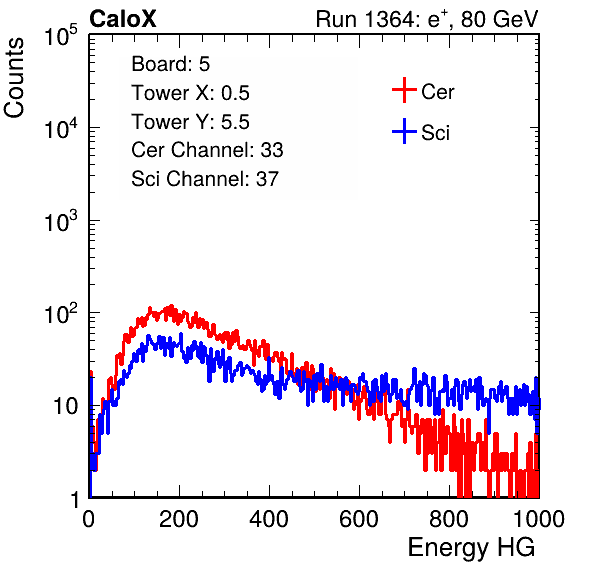 CaloX Run 1364: e⁺, 80 GeV
Counts
10⁵
10⁴
10³
10²
10
1
Board: 5
Tower X: 0.5
Tower Y: 5.5
Cer Channel: 33
Sci Channel: 37
Cer
Sci
0 200 400 600 800 1000
Energy HG